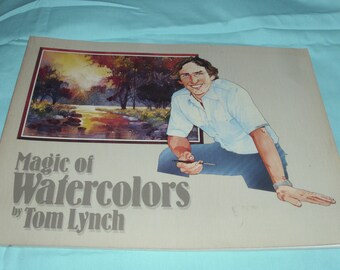 Magic of
Watercolors
by Tom Lynch